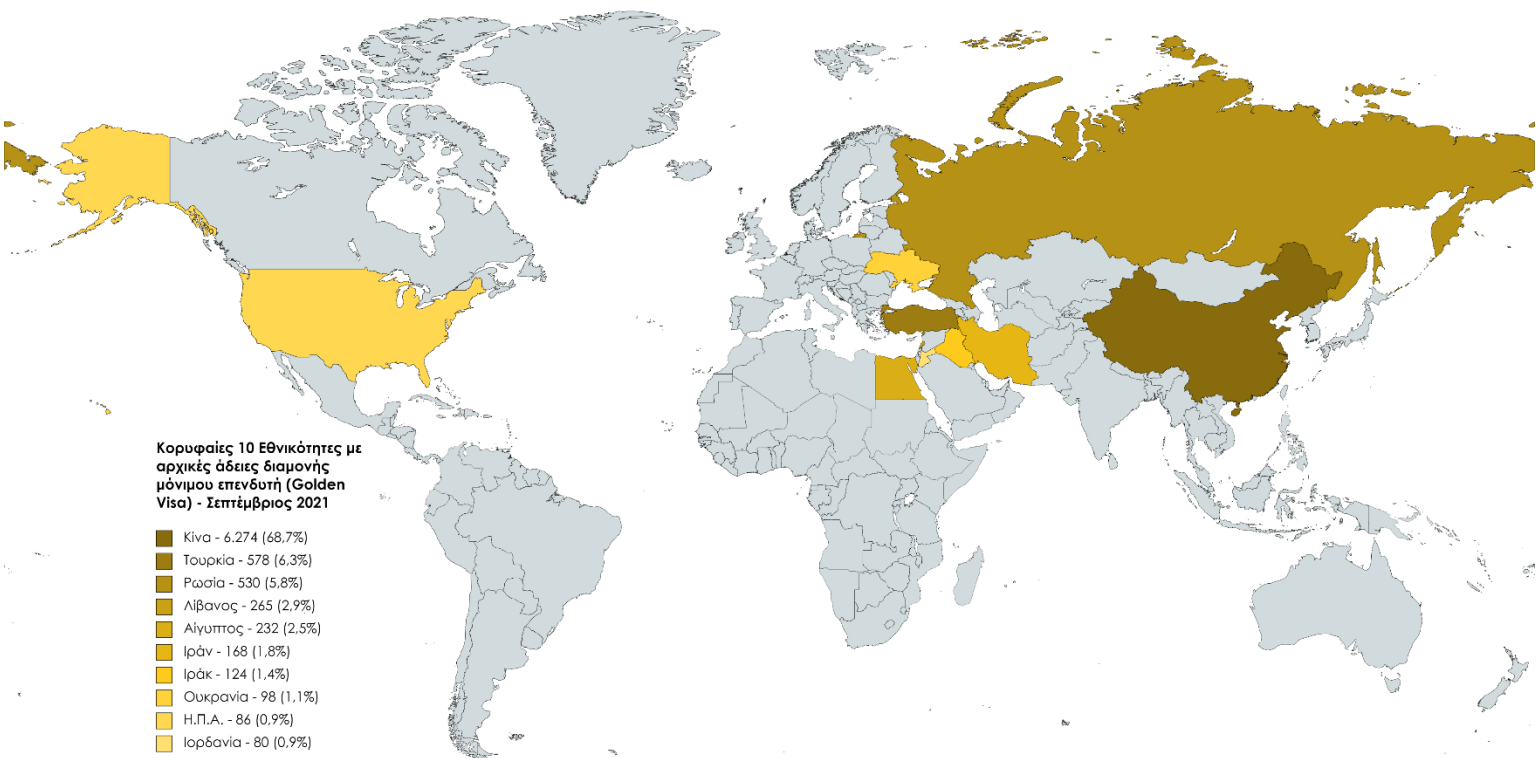 Κορυφαίες 10 Εθνικότητες με
αρχικές άδειες διαμονής
μόνιμου επενδυτή (Golden
Visa) - Σεπτέμβριος 2021
Κίνα - 6.274 (68,7%)
Τουρκία - 578 (6,3%)
Ρωσία - 530 (5,8%)
Λίβανος - 265 (2,9%)
Αίγυπτος - 232 (2,5%)
Ιράν - 168 (1,8%)
Ιράκ - 124 (1,4%)
Ουκρανία - 98 (1,1%)
Η.Π.Α. - 86 (0,9%)
Ιορδανία - 80 (0,9%)